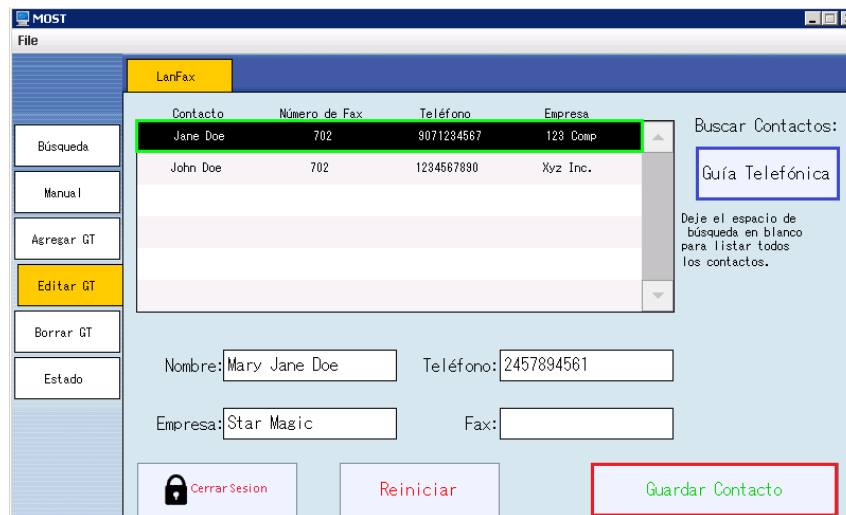 MOST
File
LanFax
Contacto Número de Fax Teléfono Empresa
Jane Doe 702 9071234567 123 Comp
John Doe 702 1234567890 Xyz Inc.
Búsqueda
Manual
Agregar GT
Editar GT
Borrar GT
Estado
Buscar Contactos:
Guía Telefónica
Deje el espacio de
búsqueda en blanco
para listar todos
los contactos.
Nombre: Mary Jane Doe Teléfono: 2457894561
Empresa: Star Magic Fax:
Cerrar Sesion Reiniciar Guardar Contacto